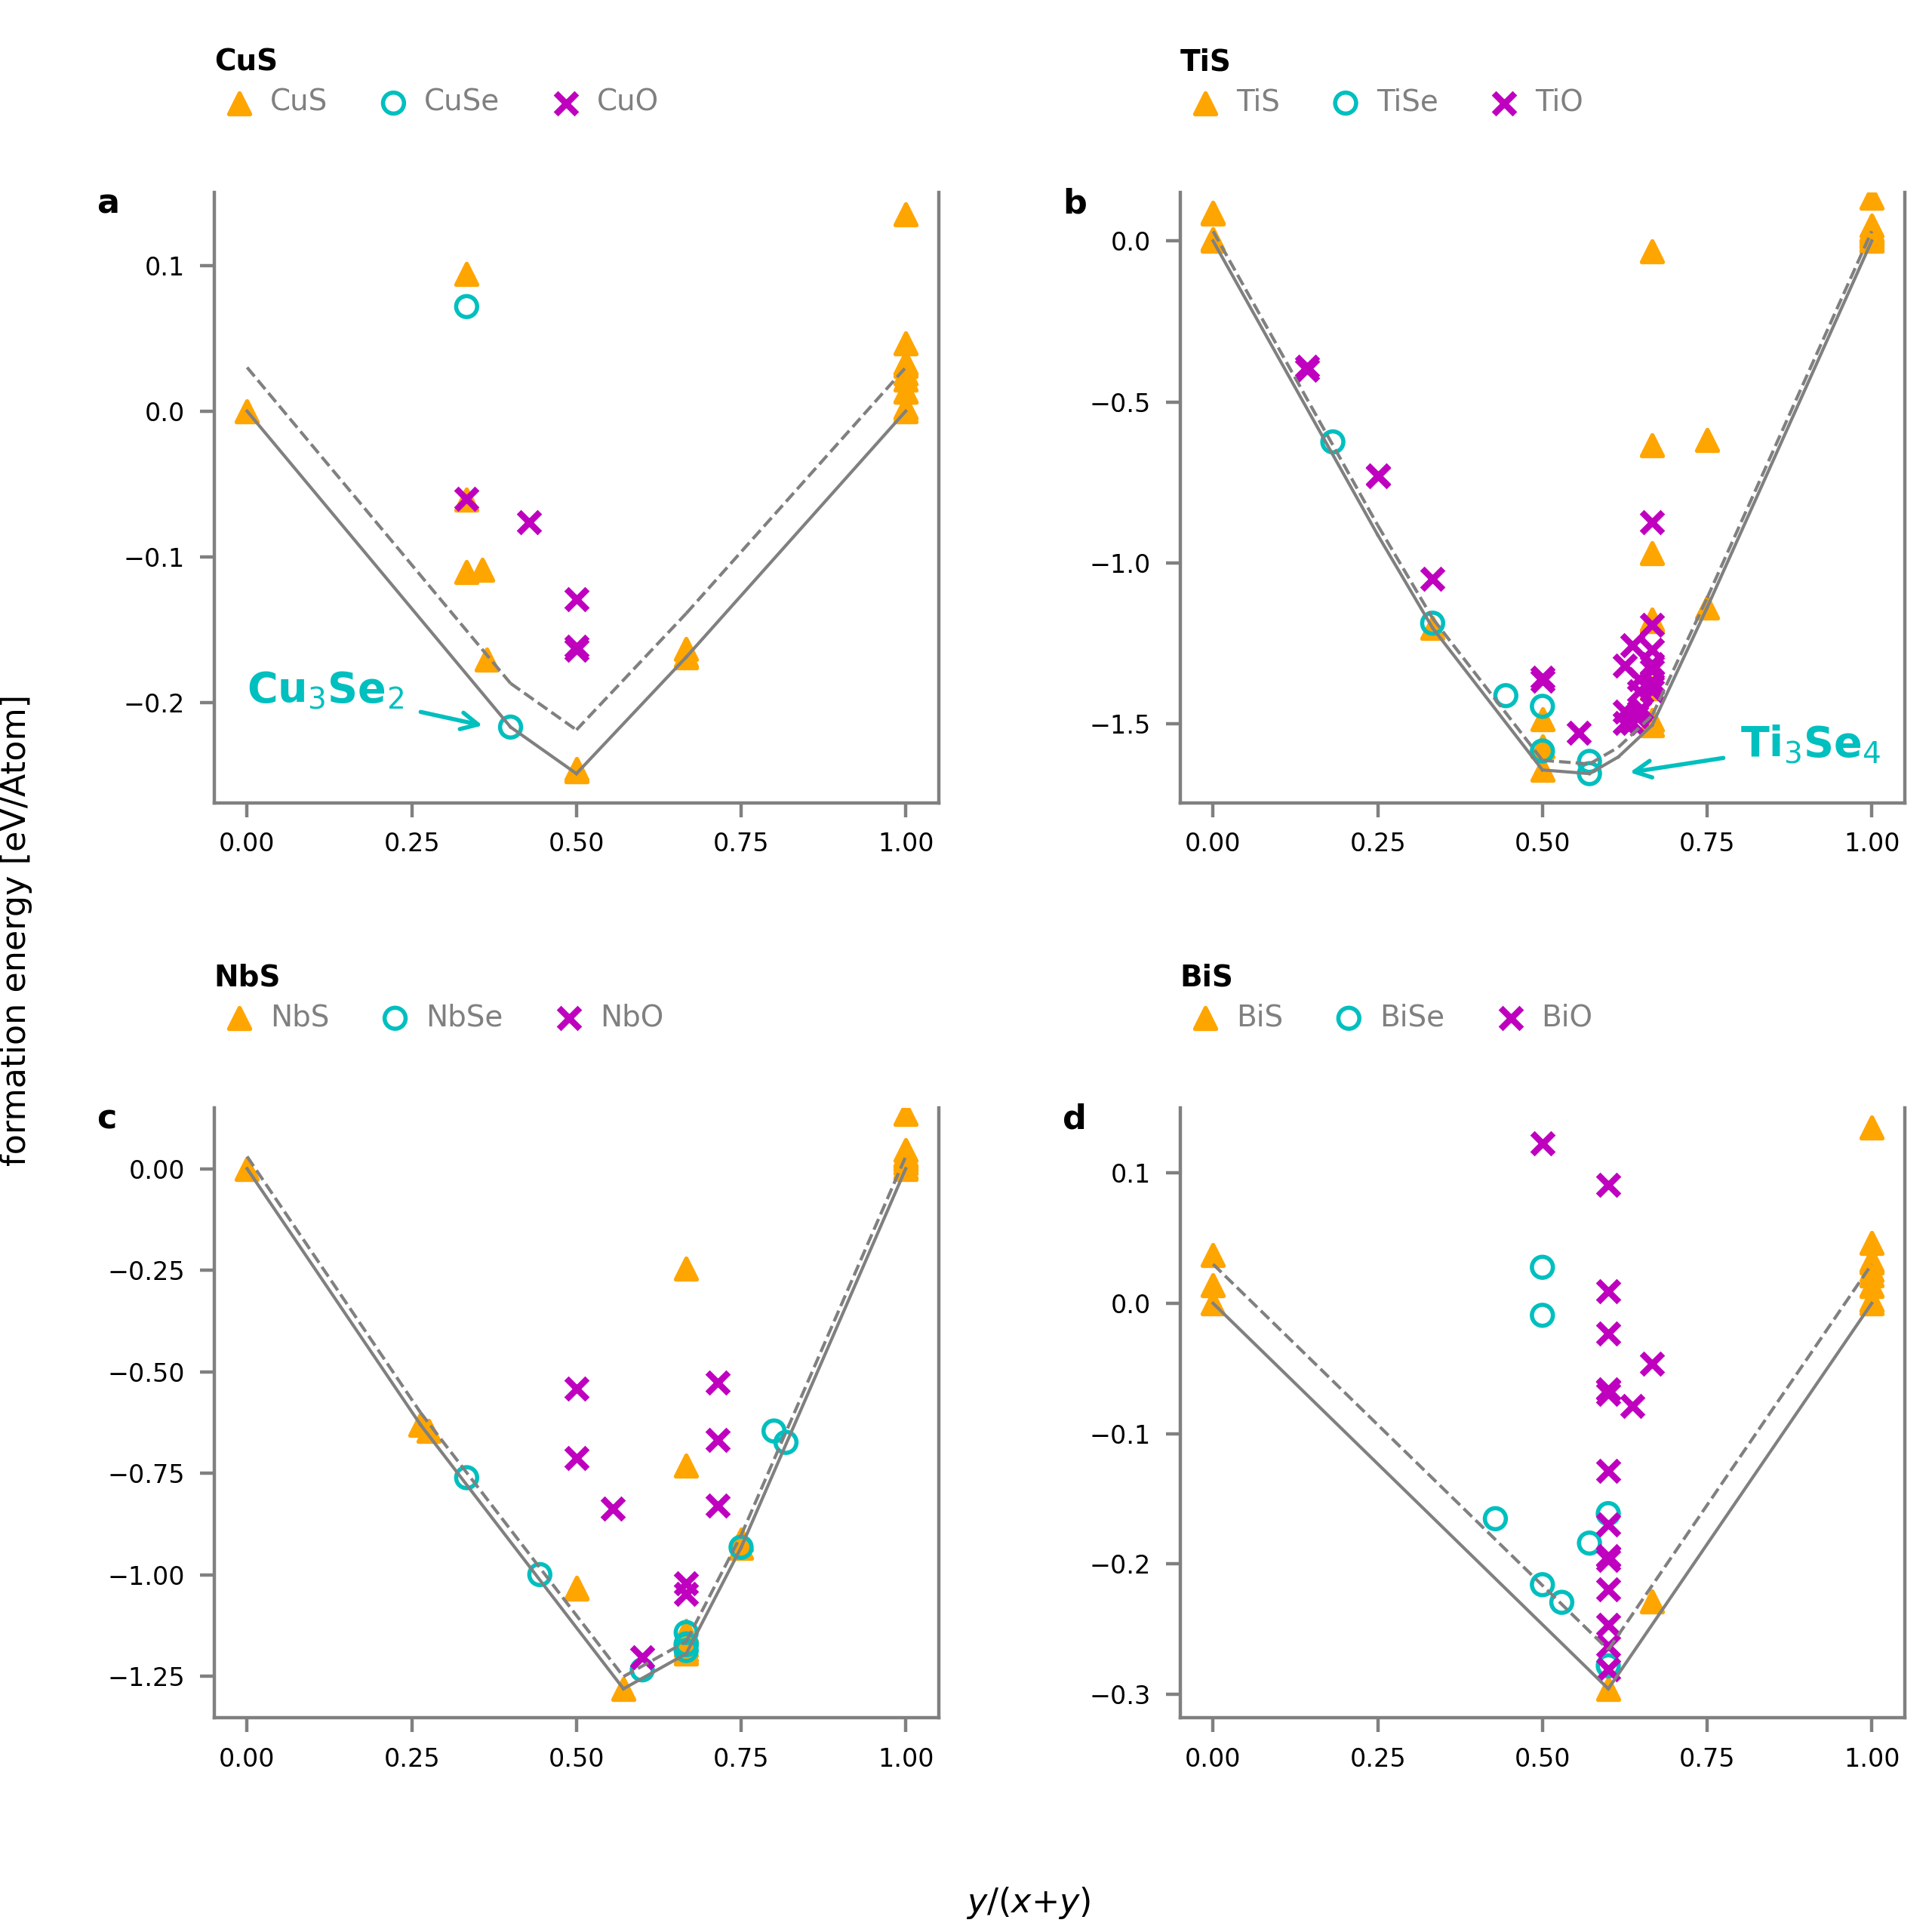 CuS
CuS CuSe CuO
TiS
TiS TiSe TiO
a
0.1
0.0
−0.1
−0.2
Cu₃Se₂
0.00 0.25 0.50 0.75 1.00
b
0.0
−0.5
−1.0
−1.5
Ti₃Se₄
0.00 0.25 0.50 0.75 1.00
formation energy [eV/Atom]
NbS
NbS NbSe NbO
BiS
BiS BiSe BiO
c
0.00
−0.25
−0.50
−0.75
−1.00
−1.25
0.00 0.25 0.50 0.75 1.00
d
0.1
0.0
−0.1
−0.2
−0.3
0.00 0.25 0.50 0.75 1.00
y/(x+y)